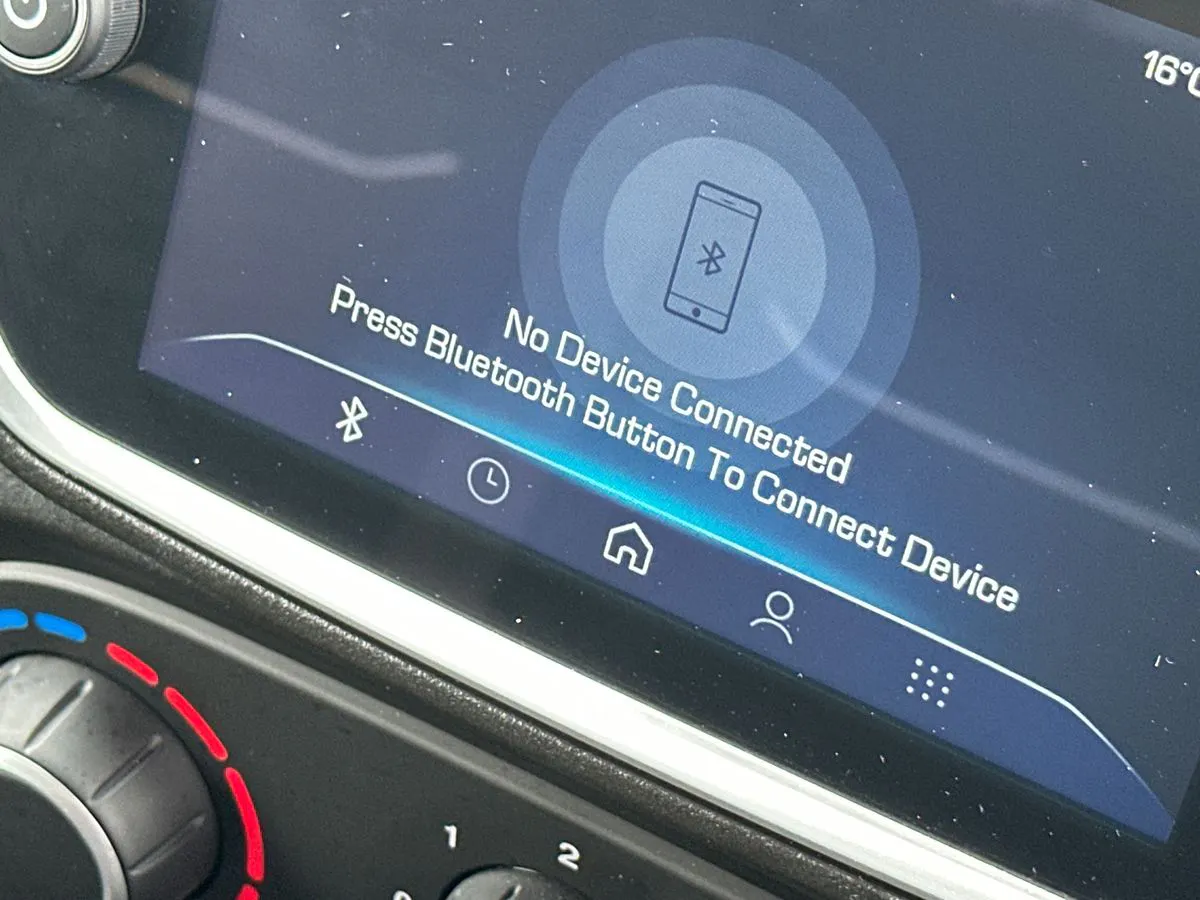 16°C
No Device Connected
Press Bluetooth Button To Connect Device
1
2